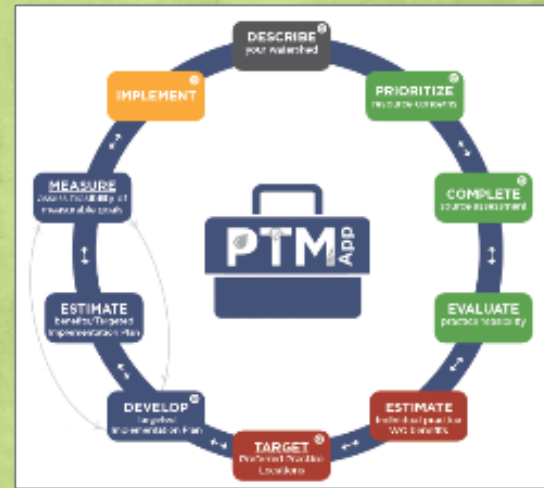 DESCRIBE
your watershed
PRIORITIZE
resource concerns
COMPLETE
source assessment
EVALUATE
practice feasibility
ESTIMATE
Individual practice
WQ benefits
TARGET
Preferred Practice
Locations
DEVELOP
Targeted
Implementation Plan
ESTIMATE
benefits/Targeted
Implementation Plan
MEASURE
assess feasibility of
measurable goals
IMPLEMENT
PTM
App